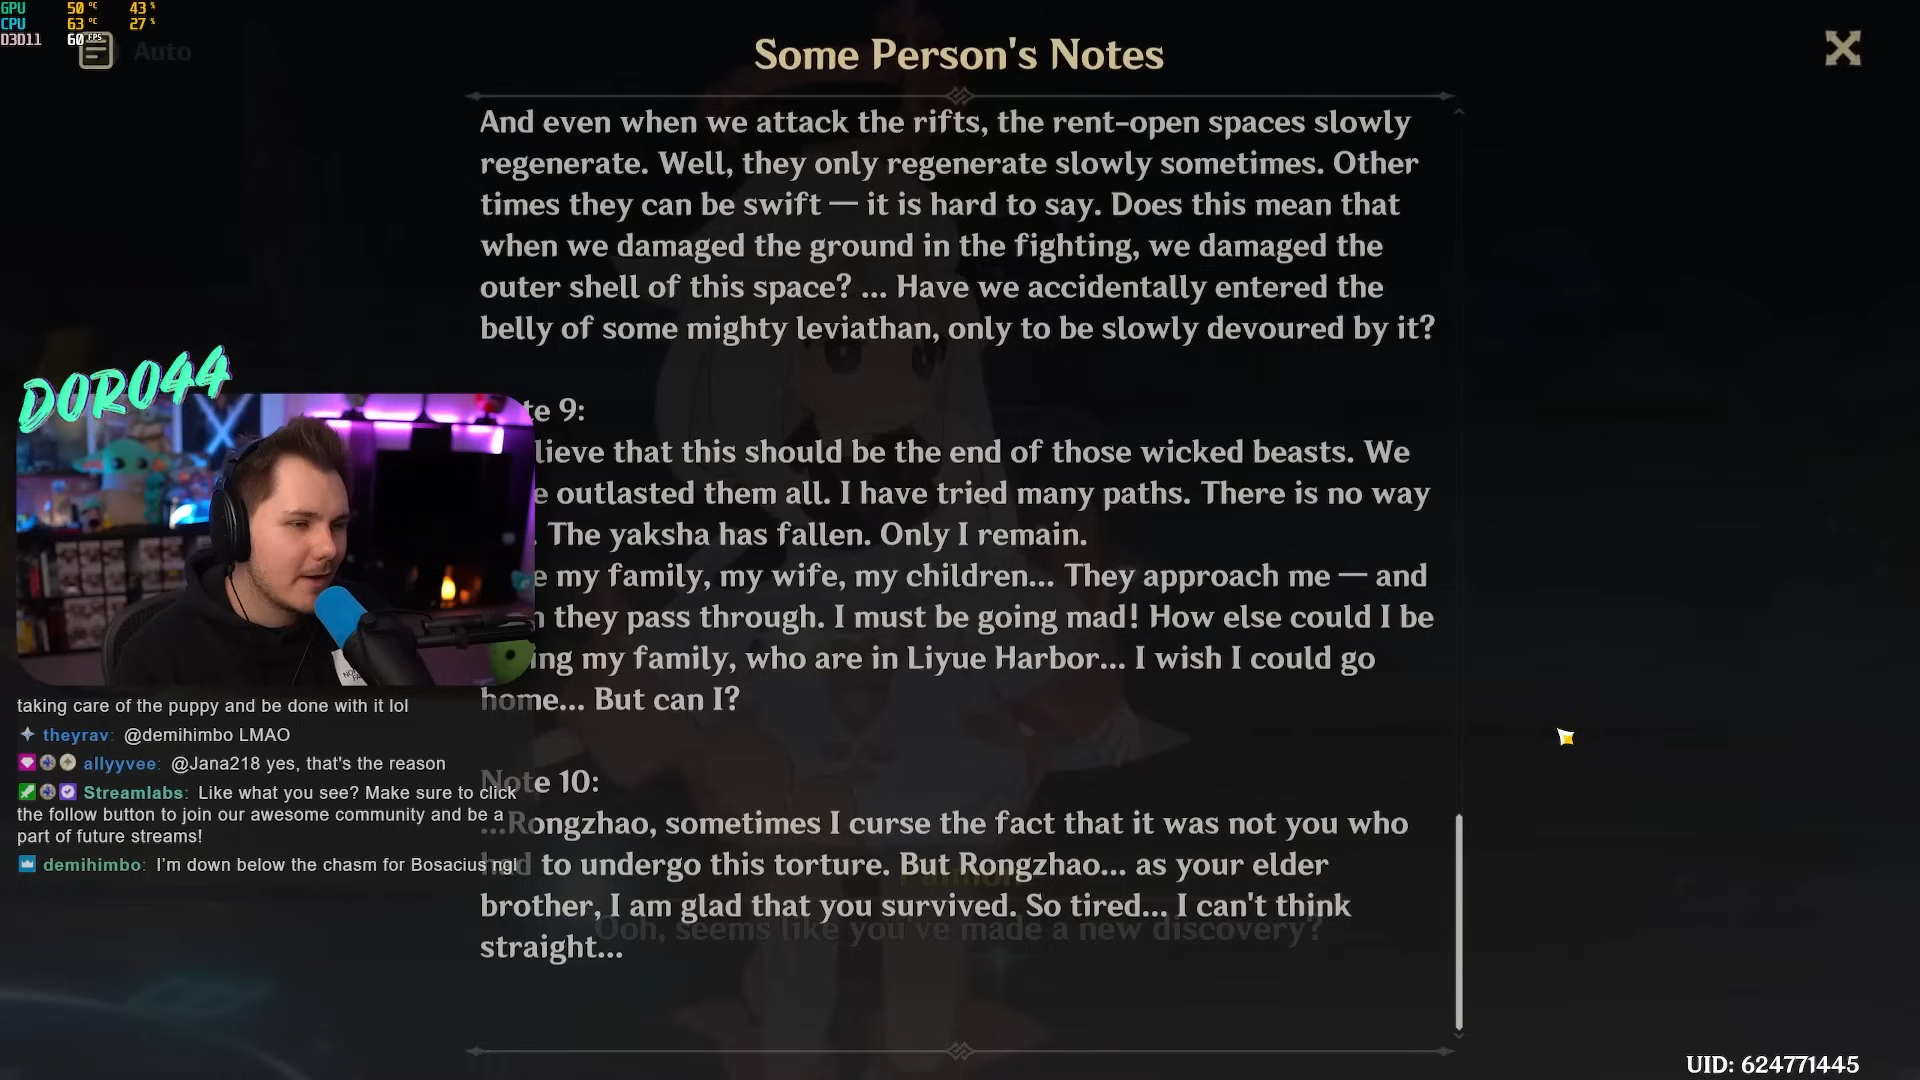 GPU 50 °C 43 %
CPU 63 °C 27 %
D3D11 60 FPS
Auto
Some Person's Notes
And even when we attack the rifts, the rent-open spaces slowly
regenerate. Well, they only regenerate slowly sometimes. Other
times they can be swift — it is hard to say. Does this mean that
when we damaged the ground in the fighting, we damaged the
outer shell of this space? ... Have we accidentally entered the
belly of some mighty leviathan, only to be slowly devoured by it?
te 9:
lieve that this should be the end of those wicked beasts. We
e outlasted them all. I have tried many paths. There is no way
. The yaksha has fallen. Only I remain.
e my family, my wife, my children... They approach me — and
n they pass through. I must be going mad! How else could I be
ing my family, who are in Liyue Harbor... I wish I could go
home... But can I?
Note 10:
...Rongzhao, sometimes I curse the fact that it was not you who
had to undergo this torture. But Rongzhao... as your elder
brother, I am glad that you survived. So tired... I can't think
straight...
Paimon
Ooh, seems like you've made a new discovery?
DORO44
taking care of the puppy and be done with it lol
theyrav: @demihimbo LMAO
allyyvee: @Jana218 yes, that's the reason
Streamlabs: Like what you see? Make sure to click
the follow button to join our awesome community and be a
part of future streams!
demihimbo: I'm down below the chasm for Bosacius ngl
UID: 624771445